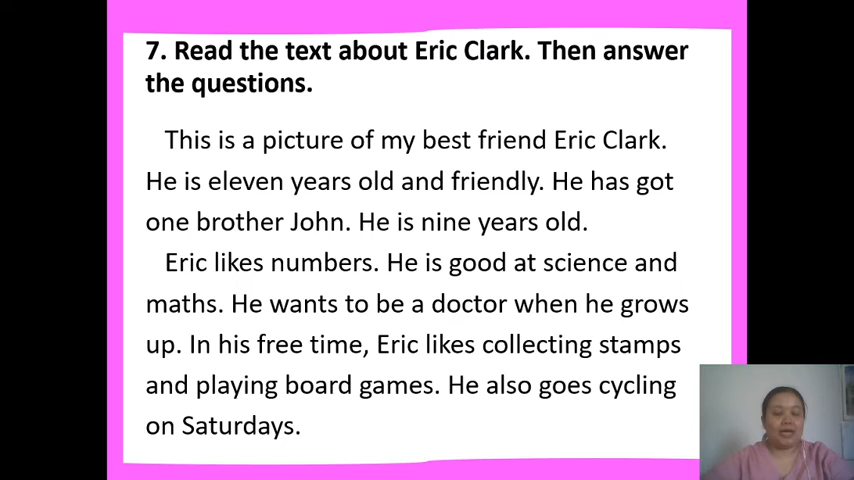 7. Read the text about Eric Clark. Then answer
the questions.
This is a picture of my best friend Eric Clark.
He is eleven years old and friendly. He has got
one brother John. He is nine years old.
Eric likes numbers. He is good at science and
maths. He wants to be a doctor when he grows
up. In his free time, Eric likes collecting stamps
and playing board games. He also goes cycling
on Saturdays.